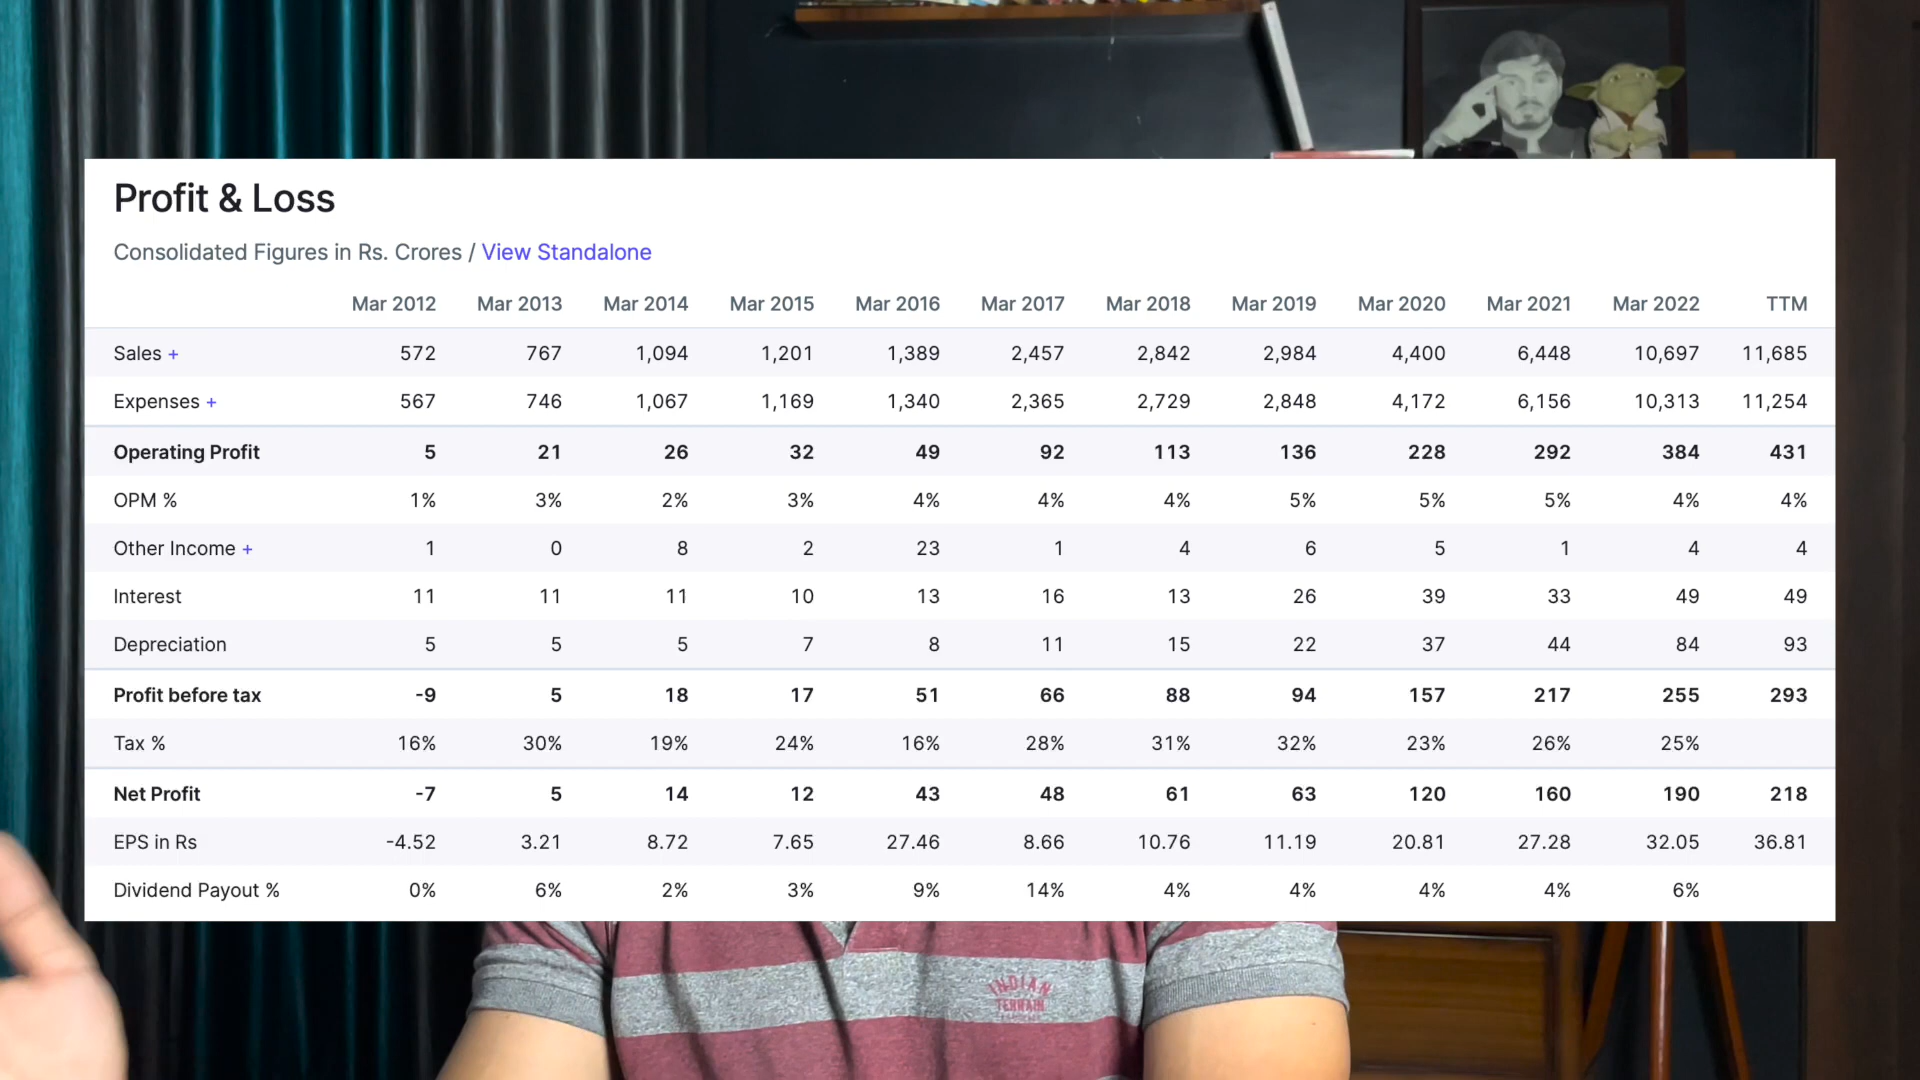 Profit & Loss
Consolidated Figures in Rs. Crores / View Standalone
Mar 2012 Mar 2013 Mar 2014 Mar 2015 Mar 2016 Mar 2017 Mar 2018 Mar 2019 Mar 2020 Mar 2021 Mar 2022 TTM
Sales + 572 767 1,094 1,201 1,389 2,457 2,842 2,984 4,400 6,448 10,697 11,685
Expenses + 567 746 1,067 1,169 1,340 2,365 2,729 2,848 4,172 6,156 10,313 11,254
Operating Profit 5 21 26 32 49 92 113 136 228 292 384 431
OPM % 1% 3% 2% 3% 4% 4% 4% 5% 5% 5% 4% 4%
Other Income + 1 0 8 2 23 1 4 6 5 1 4 4
Interest 11 11 11 10 13 16 13 26 39 33 49 49
Depreciation 5 5 5 7 8 11 15 22 37 44 84 93
Profit before tax -9 5 18 17 51 66 88 94 157 217 255 293
Tax % 16% 30% 19% 24% 16% 28% 31% 32% 23% 26% 25%
Net Profit -7 5 14 12 43 48 61 63 120 160 190 218
EPS in Rs -4.52 3.21 8.72 7.65 27.46 8.66 10.76 11.19 20.81 27.28 32.05 36.81
Dividend Payout % 0% 6% 2% 3% 9% 14% 4% 4% 4% 4% 6%
INDIAN
TERRAIN